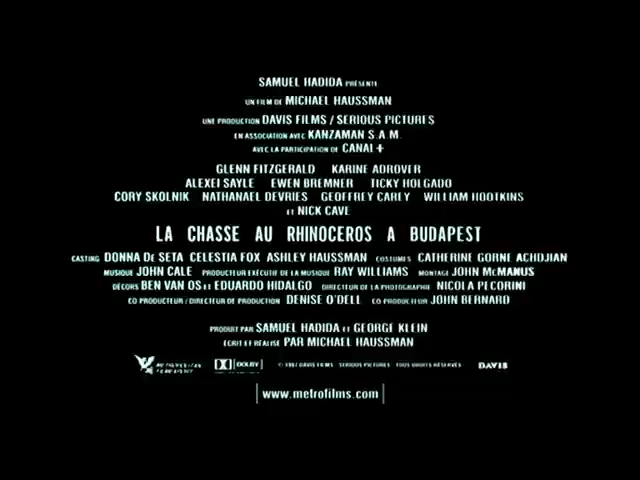 SAMUEL HADIDA PRÉSENTE
UN FILM DE MICHAEL HAUSSMAN
UNE PRODUCTION DAVIS FILMS / SERIOUS PICTURES
EN ASSOCIATION AVEC KANZAMAN S.A.M.
AVEC LA PARTICIPATION DE CANAL+
GLENN FITZGERALD KARINE ADROVER
ALEXEI SAYLE EWEN BREMNER TICKY HOLGADO
CORY SKOLNIK NATHANAEL DEVRIES GEOFFREY CAREY WILLIAM HOOTKINS
ET NICK CAVE
LA CHASSE AU RHINOCEROS A BUDAPEST
CASTING DONNA DE SETA CELESTIA FOX ASHLEY HAUSSMAN COSTUMES CATHERINE GORNE ACHDJIAN
MUSIQUE JOHN CALE PRODUCTEUR EXÉCUTIF DE LA MUSIQUE RAY WILLIAMS MONTAGE JOHN McMANUS
DÉCORS BEN VAN OS ET EDUARDO HIDALGO DIRECTEUR DE LA PHOTOGRAPHIE NICOLA PECORINI
CO PRODUCTEUR / DIRECTEUR DE PRODUCTION DENISE O'DELL CO PRODUCTEUR JOHN BERNARD
PRODUIT PAR SAMUEL HADIDA ET GEORGE KLEIN
ECRIT ET RÉALISÉ PAR MICHAEL HAUSSMAN
DOLBY © 1997 DAVIS FILMS SERIOUS PICTURES TOUS DROITS RÉSERVÉS DAVIS
www.metrofilms.com